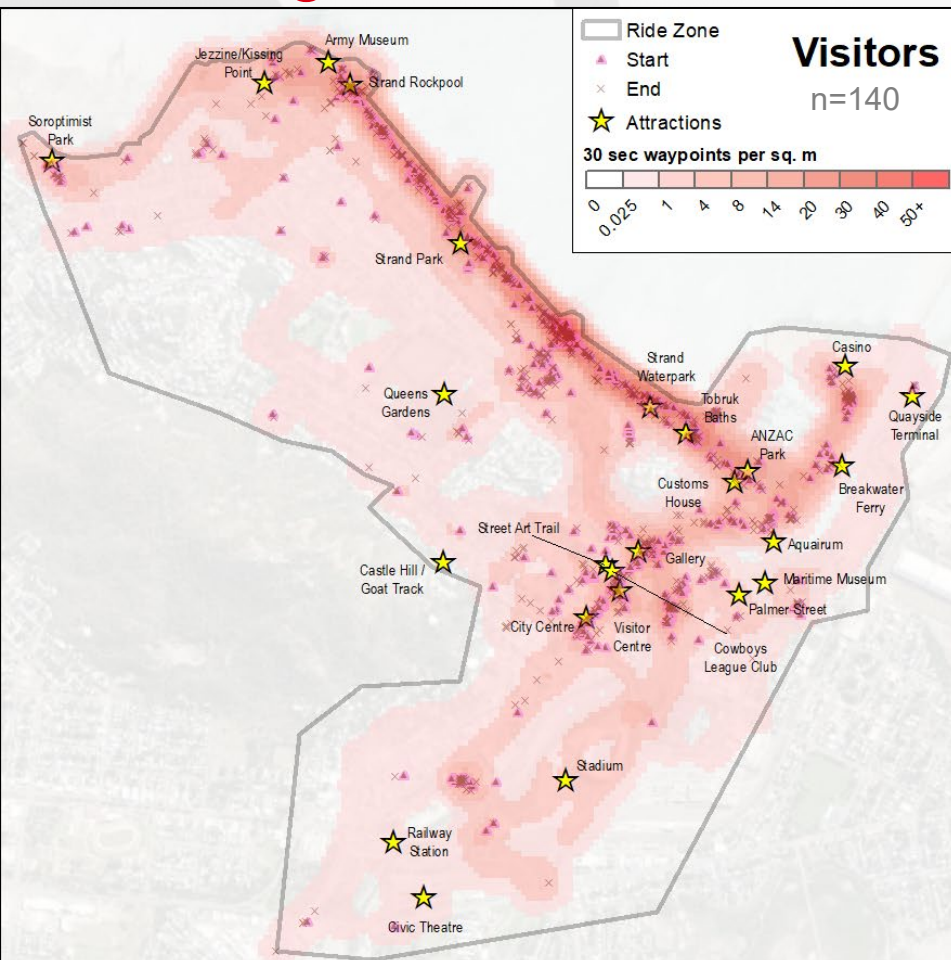 Ride Zone
Start
End
Attractions
Visitors
n=140
30 sec waypoints per sq. m
0
0.025
1
4
8
14
20
30
40
50+
Army Museum
Jezzine/Kissing
Point
Strand Rockpool
Soroptimist
Park
Strand Park
Strand
Waterpark
Casino
Queens
Gardens
Tobruk
Baths
Quayside
Terminal
ANZAC
Park
Customs
House
Breakwater
Ferry
Street Art Trail
Aquairum
Gallery
Castle Hill /
Goat Track
Maritime Museum
Palmer Street
City Centre
Visitor
Centre
Cowboys
League Club
Stadium
Railway
Station
Civic Theatre